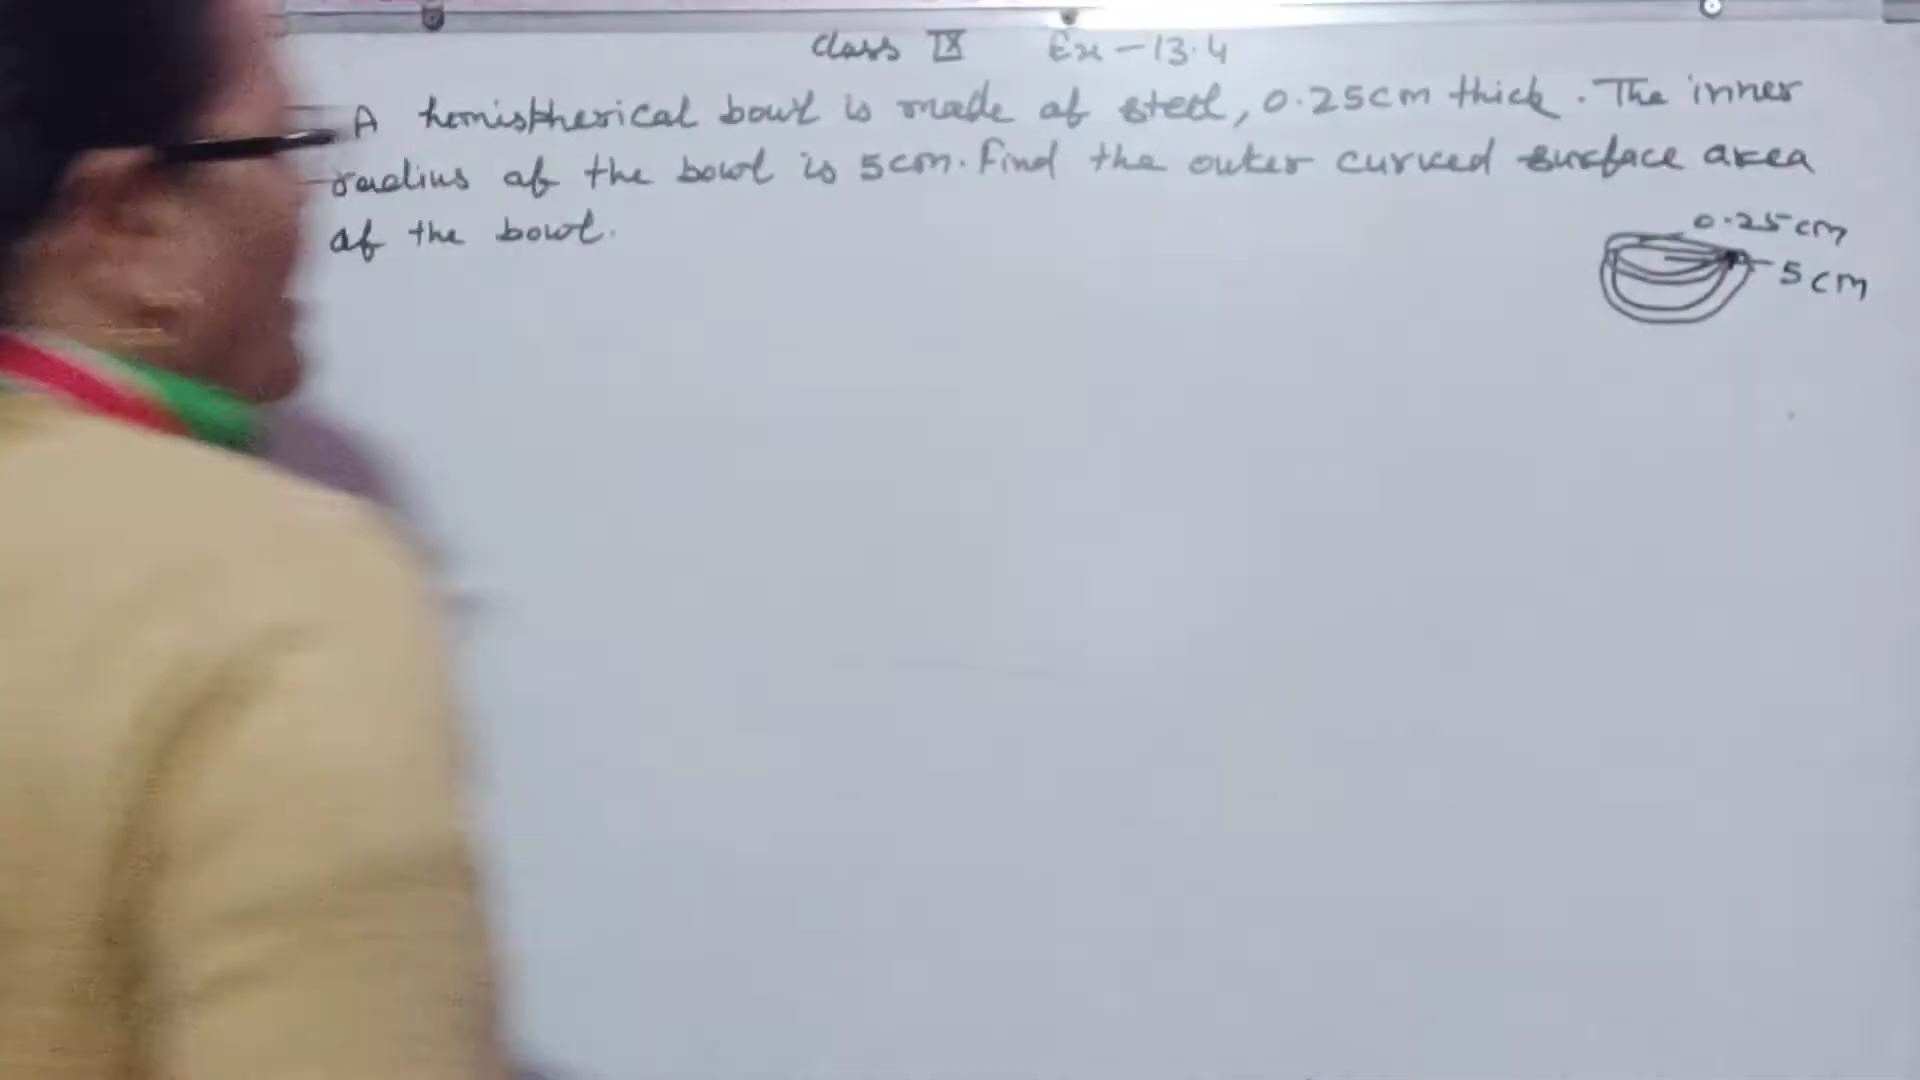 Class IX Ex-13.4
A hemispherical bowl is made of steel, 0.25cm thick. The inner
radius of the bowl is 5cm. Find the outer curved surface area
of the bowl.
0.25cm
5cm